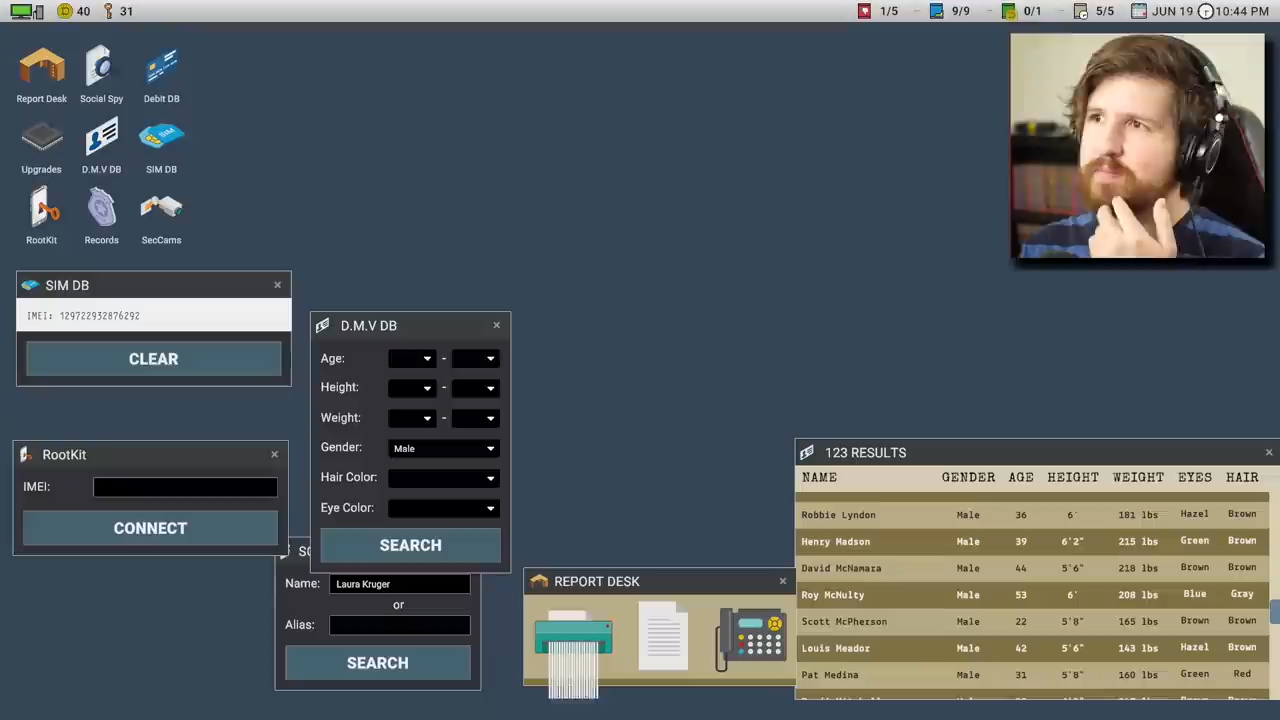 40 31 1/5 9/9 0/1 5/5 JUN 19 10:44 PM
Report Desk Social Spy Debit DB
SIM
Upgrades D.M.V DB SIM DB
RootKit Records SecCams
SIM DB ×
IMEI: 129722932876292
CLEAR
D.M.V DB ×
Age: -
Height: -
Weight: -
Gender: Male
Hair Color:
Eye Color:
SEARCH
RootKit ×
IMEI:
CONNECT
Name: Laura Kruger
or
Alias:
SEARCH
REPORT DESK ×
123 RESULTS ×
NAME GENDER AGE HEIGHT WEIGHT EYES HAIR
Robbie Lyndon Male 36 6' 181 lbs Hazel Brown
Henry Madson Male 39 6'2" 215 lbs Green Brown
David McNamara Male 44 5'6" 218 lbs Brown Brown
Roy McNulty Male 53 6' 208 lbs Blue Gray
Scott McPherson Male 22 5'8" 165 lbs Brown Brown
Louis Meador Male 42 5'6" 143 lbs Hazel Brown
Pat Medina Male 31 5'8" 160 lbs Green Red